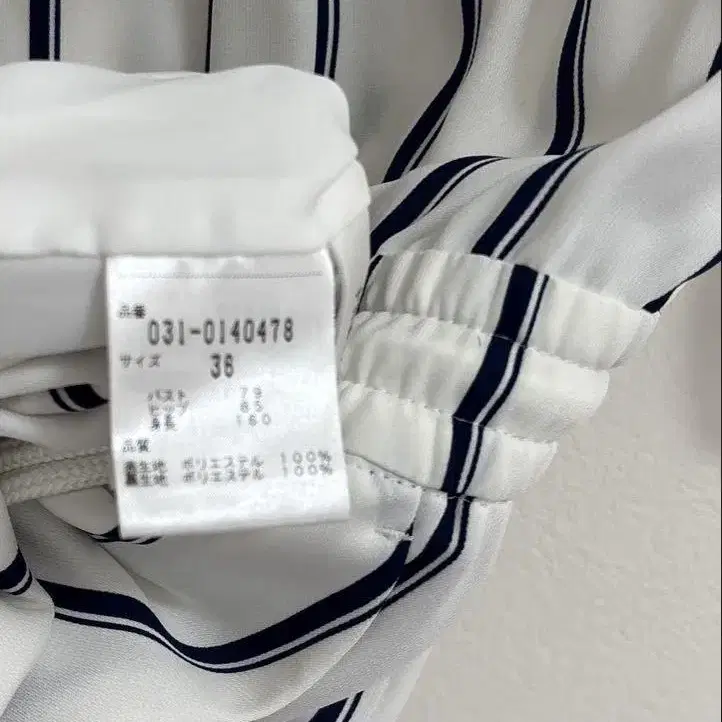 品番
031-0140478
サイズ
36
バスト 79
ヒップ 85
身長 160
品質
表生地 ポリエステル 100%
裏生地 ポリエステル 100%